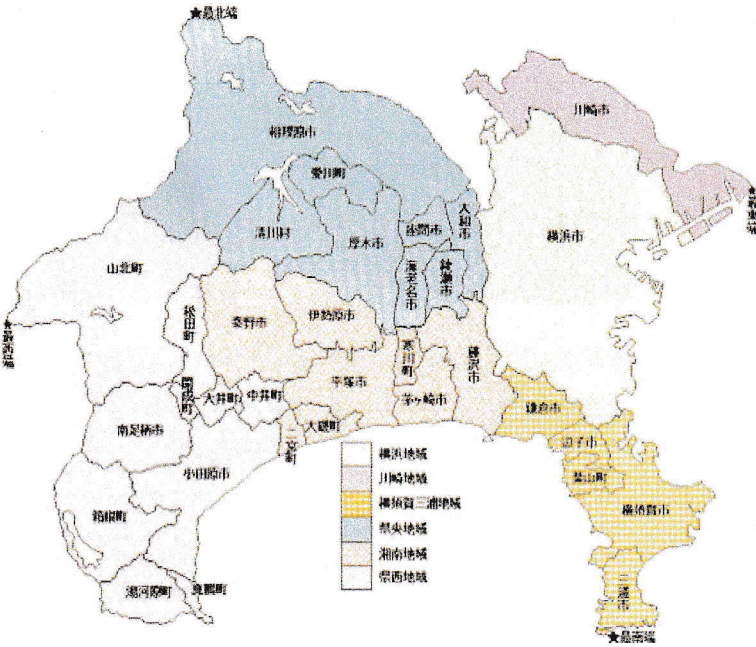 ★最北端
川崎市
相模原市
愛川町
清川村
厚木市
座間市
大和市
海老名市
綾瀬市
横浜市
★最東端
山北町
松田町
秦野市
伊勢原市
寒川町
藤沢市
★最西端
開成町
大井町
中井町
平塚市
茅ヶ崎市
鎌倉市
南足柄市
二宮町
大磯町
逗子市
葉山町
小田原市
横須賀市
箱根町
湯河原町
真鶴町
三浦市
★最南端
横浜地域
川崎地域
横須賀三浦地域
県央地域
湘南地域
県西地域